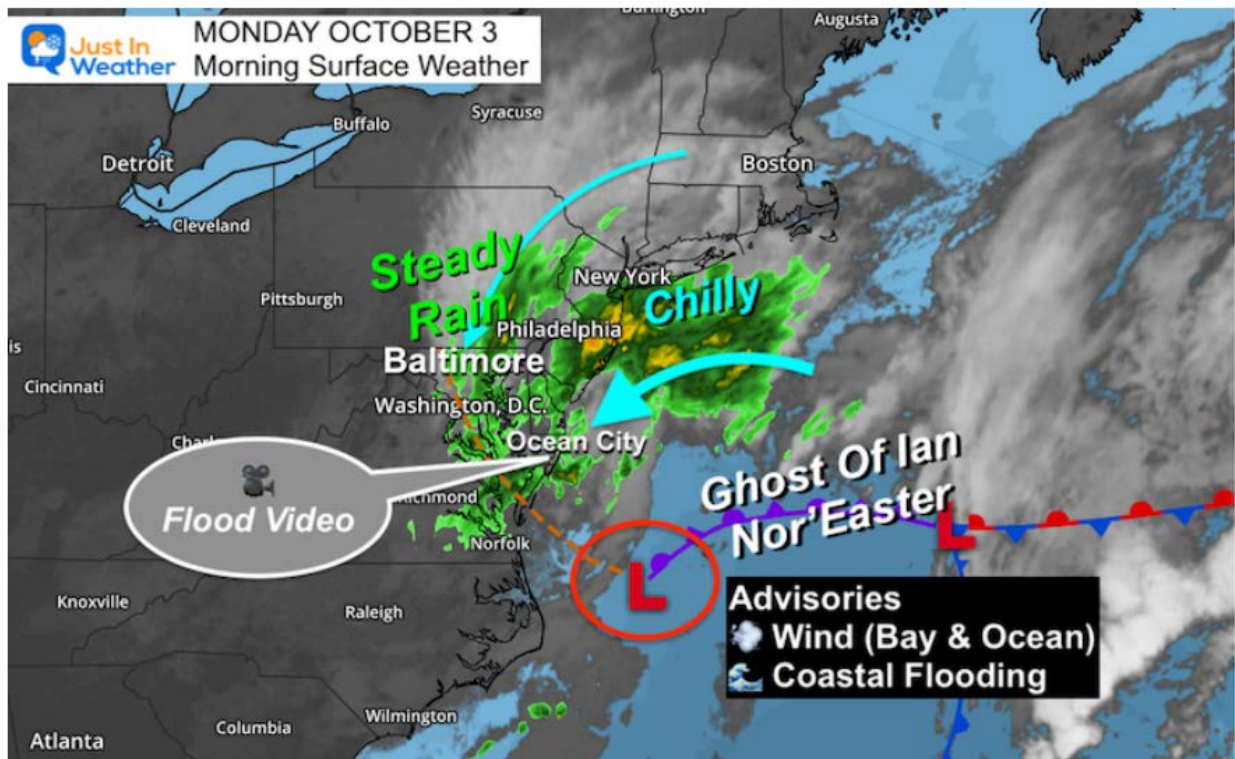 Just In
Weather
MONDAY OCTOBER 3
Morning Surface Weather
Augusta
Syracuse
Buffalo
Detroit
Boston
Cleveland
Steady
Rain
New York
Chilly
Pittsburgh
Philadelphia
is
Baltimore
Cincinnati
Washington, D.C.
Ocean City
Ghost Of Ian
Nor'Easter
Flood Video
Norfolk
L
L
Advisories
Wind (Bay & Ocean)
Coastal Flooding
Knoxville
Raleigh
Wilmington
Columbia
Atlanta